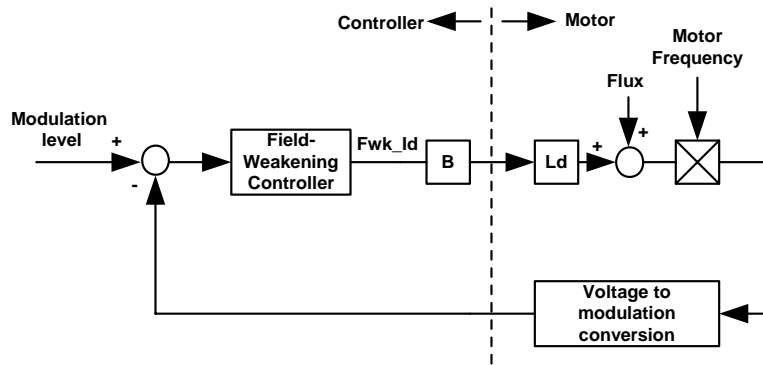 Controller
Motor
Motor
Frequency
Flux
Modulation
level
+
-
Field-
Weakening
Controller
Fwk_Id
B
Ld
+
+
Voltage to
modulation
conversion